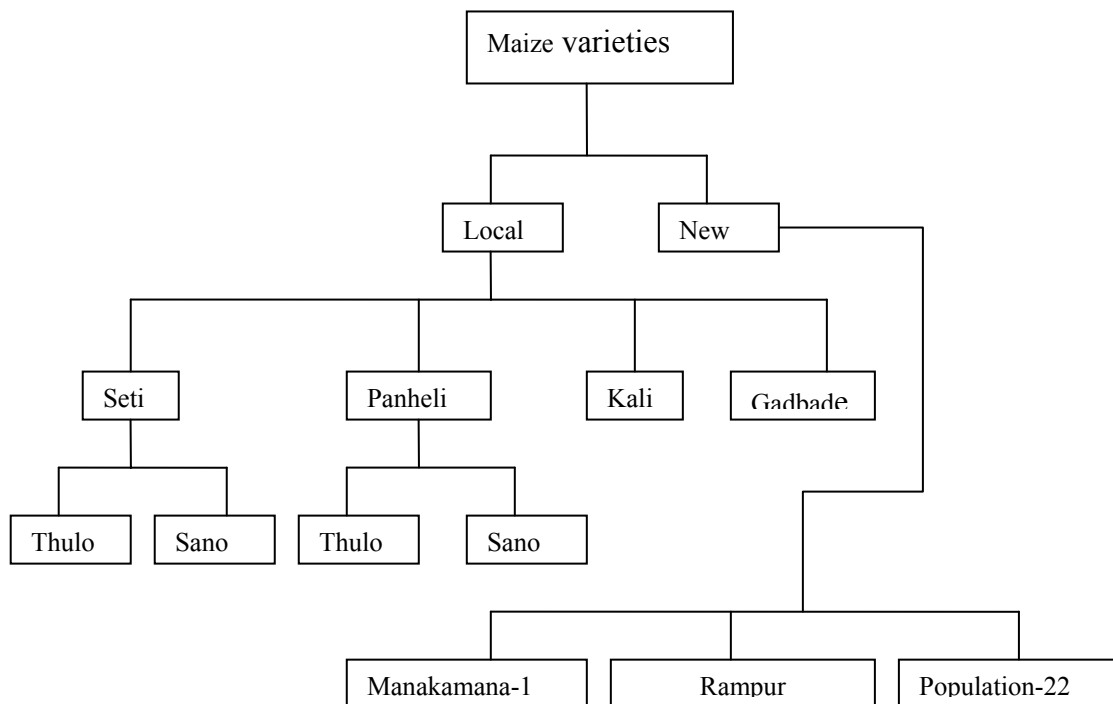 Maize varieties
Local
New
Seti
Panheli
Kali
Gadbade
Thulo
Sano
Thulo
Sano
Manakamana-1
Rampur
Population-22